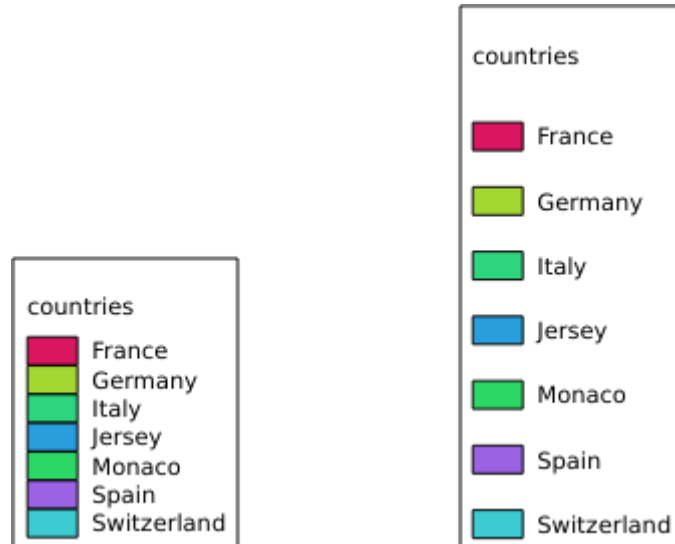 countries
France
Germany
Italy
Jersey
Monaco
Spain
Switzerland
countries
France
Germany
Italy
Jersey
Monaco
Spain
Switzerland